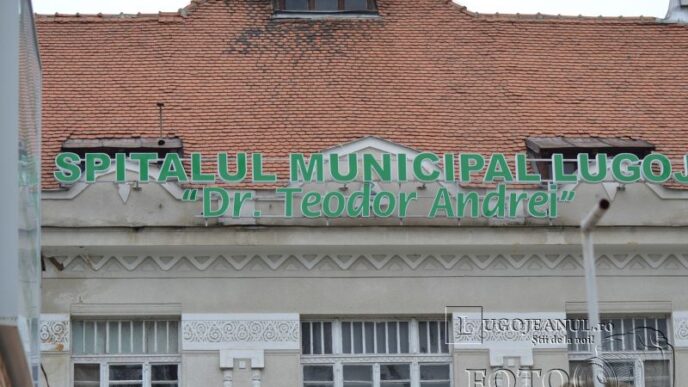 SPITALUL MUNICIPAL LUGOJ
"Dr. Teodor Andrei"
LUGOJEANUL.ro
Știi de la noi!
FOTO